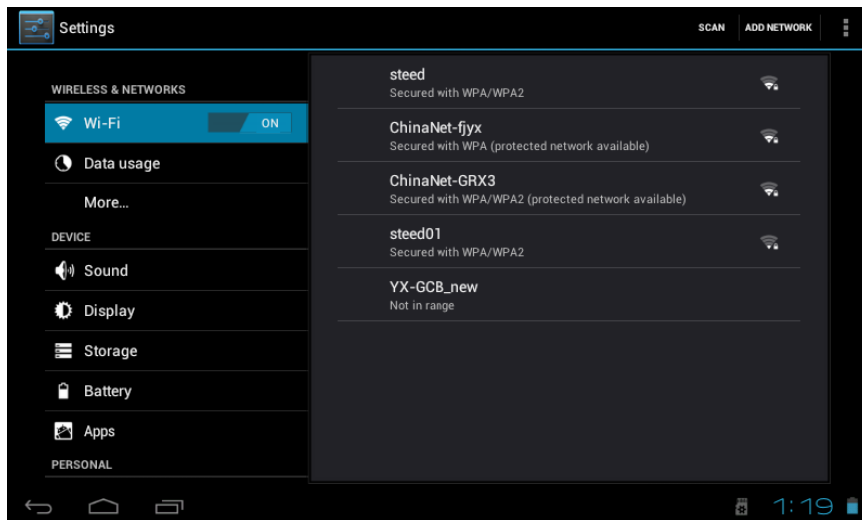 Settings
SCAN ADD NETWORK
WIRELESS & NETWORKS
Wi-Fi ON
Data usage
More...
DEVICE
Sound
Display
Storage
Battery
Apps
PERSONAL
steed
Secured with WPA/WPA2
ChinaNet-fjyx
Secured with WPA (protected network available)
ChinaNet-GRX3
Secured with WPA/WPA2 (protected network available)
steed01
Secured with WPA/WPA2
YX-GCB_new
Not in range
1:19